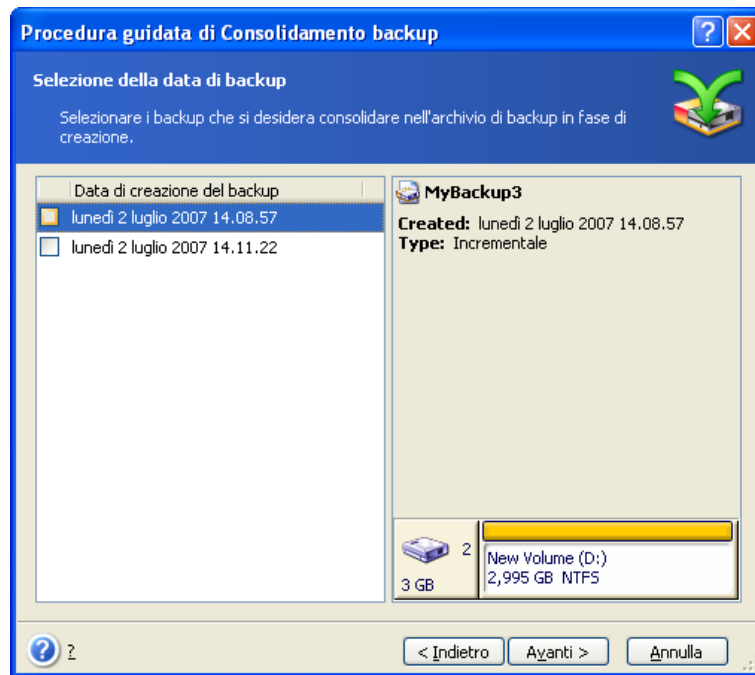 Procedura guidata di Consolidamento backup
Selezione della data di backup
Selezionare i backup che si desidera consolidare nell'archivio di backup in fase di
creazione.
Data di creazione del backup
lunedì 2 luglio 2007 14.08.57
lunedì 2 luglio 2007 14.11.22
MyBackup3
Created: lunedì 2 luglio 2007 14.08.57
Type: Incrementale
2
3 GB
New Volume (D:)
2,995 GB NTFS
?
< Indietro
Avanti >
Annulla